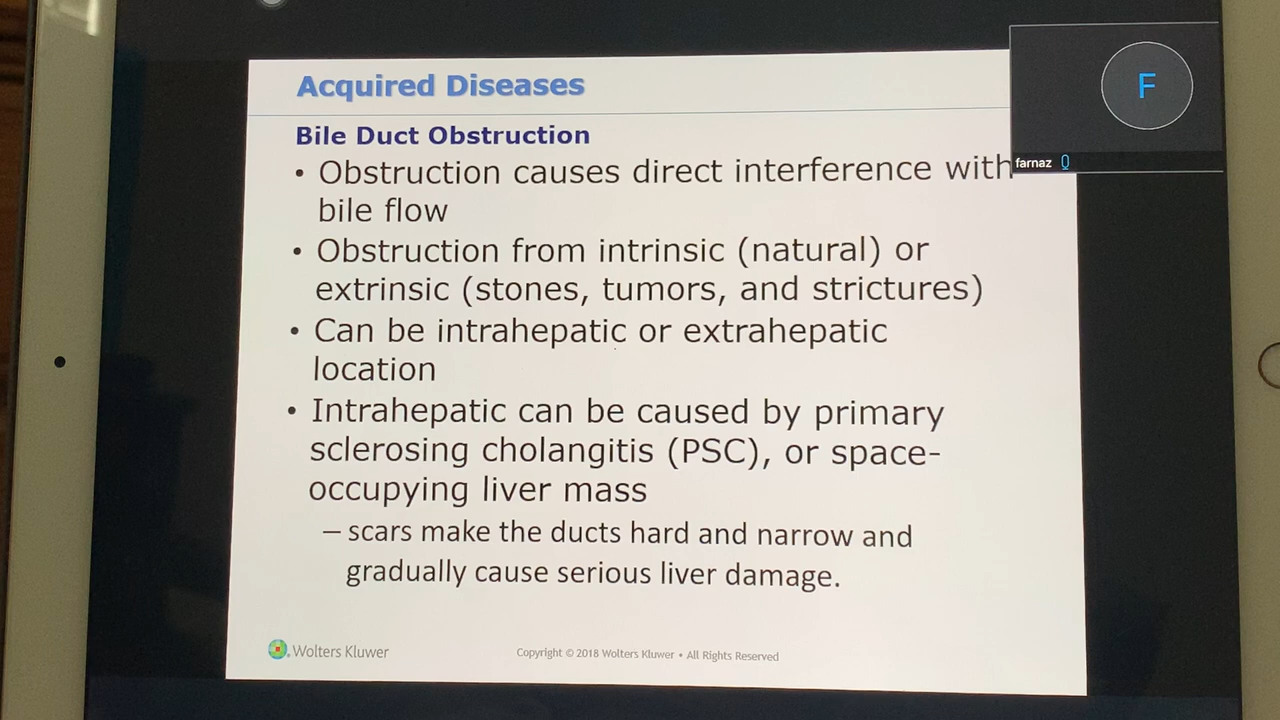 Acquired Diseases
Bile Duct Obstruction
• Obstruction causes direct interference with
bile flow
• Obstruction from intrinsic (natural) or
extrinsic (stones, tumors, and strictures)
• Can be intrahepatic or extrahepatic
location
• Intrahepatic can be caused by primary
sclerosing cholangitis (PSC), or space-
occupying liver mass
– scars make the ducts hard and narrow and
gradually cause serious liver damage.
Wolters Kluwer
Copyright © 2018 Wolters Kluwer • All Rights Reserved
F
farnaz